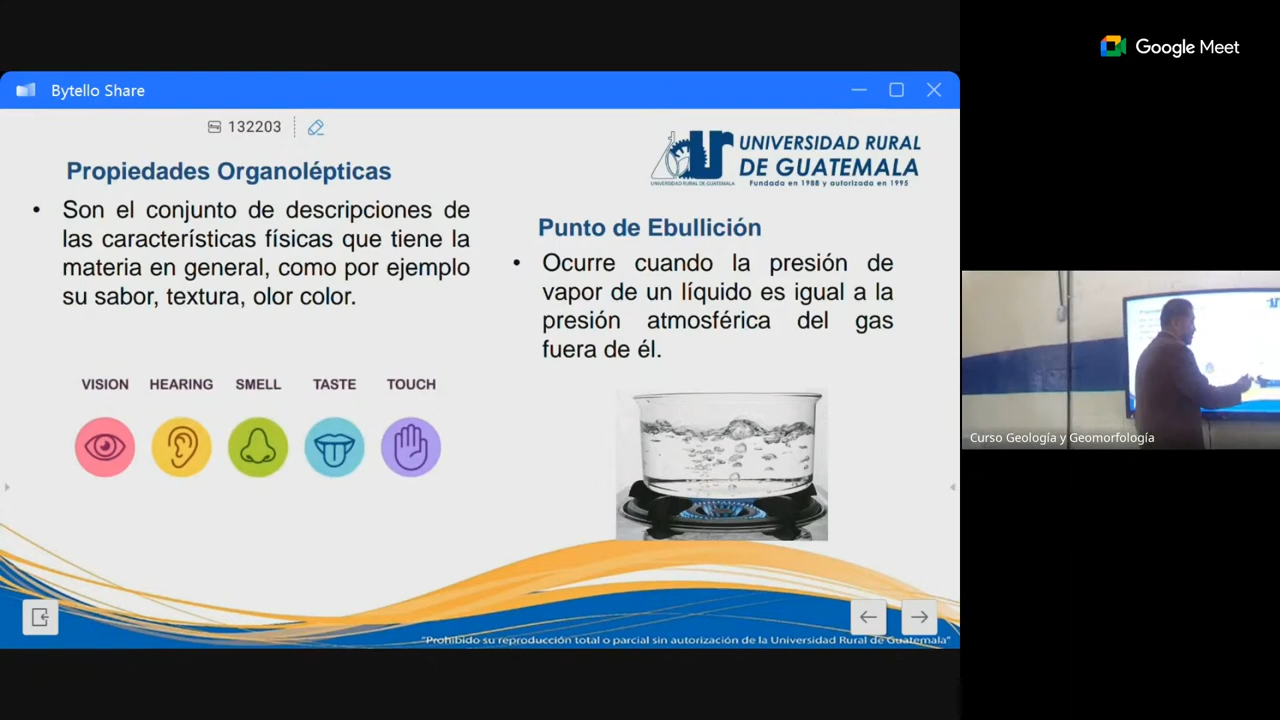 Google Meet
Bytello Share
132203
Propiedades Organolépticas
• Son el conjunto de descripciones de
las características físicas que tiene la
materia en general, como por ejemplo
su sabor, textura, olor color.
VISION HEARING SMELL TASTE TOUCH
UNIVERSIDAD RURAL
DE GUATEMALA
Fundada en 1988 y autorizada en 1995
UNIVERSIDAD RURAL DE GUATEMALA
Punto de Ebullición
• Ocurre cuando la presión de
vapor de un líquido es igual a la
presión atmosférica del gas
fuera de él.
"Prohibido su reproducción total o parcial sin autorización de la Universidad Rural de Guatemala"
Curso Geología y Geomorfología